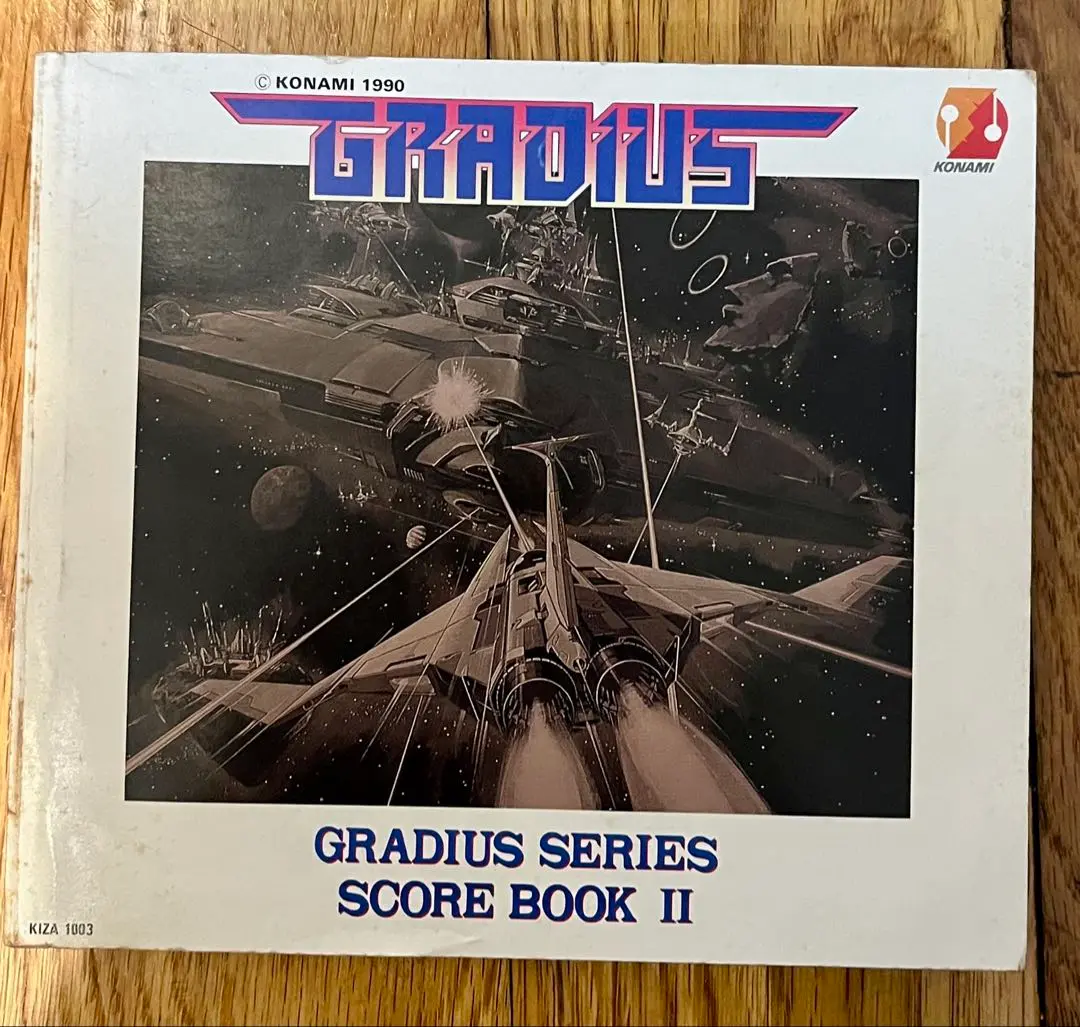 © KONAMI 1990
GRADIUS
KONAMI
GRADIUS SERIES
SCORE BOOK II
KIZA 1003